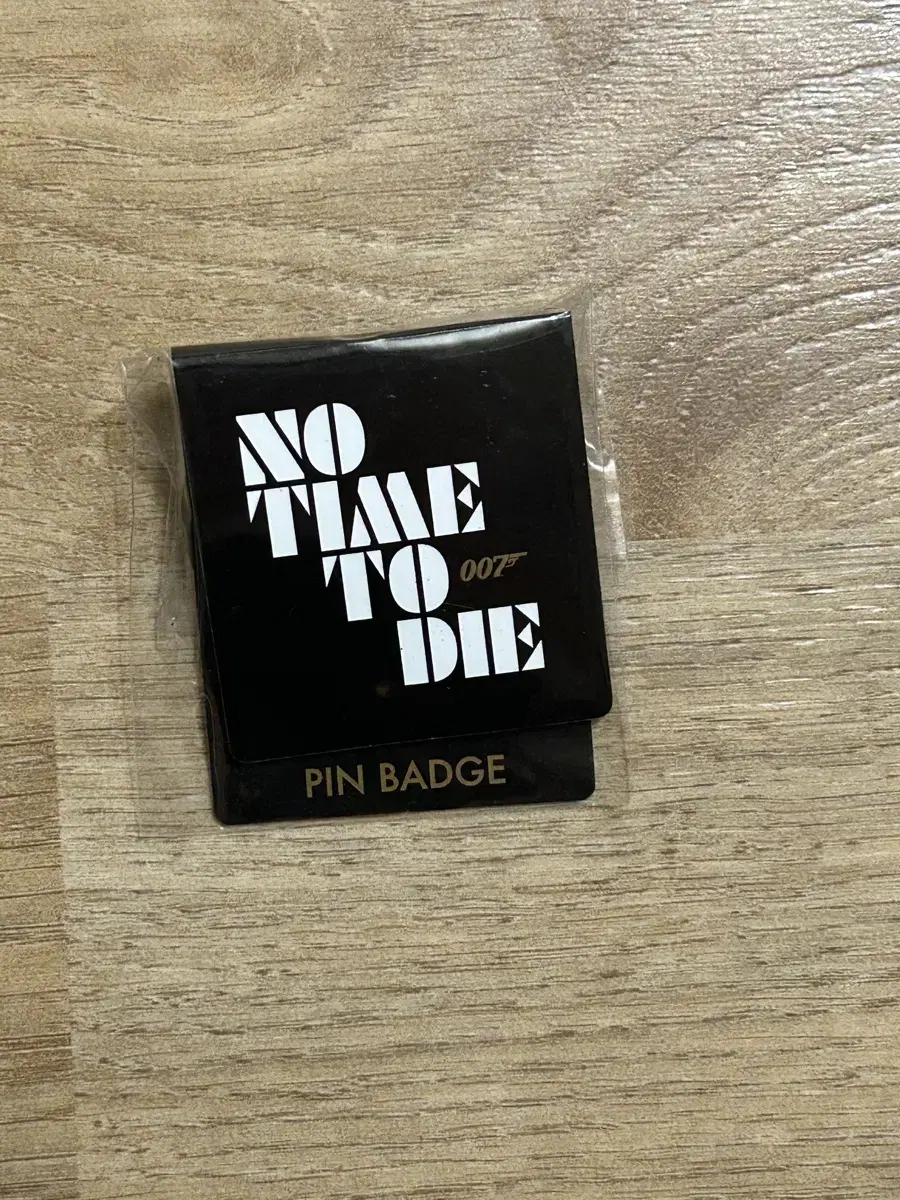 NO
TIME
TO
007
DIE
PIN BADGE